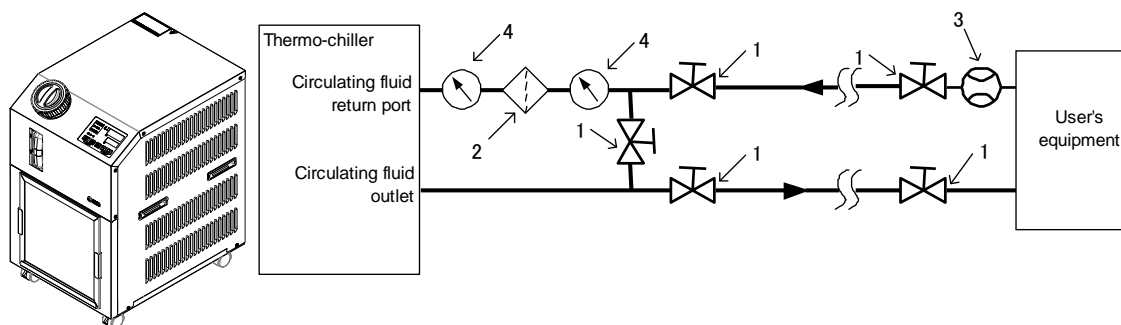 Thermo-chiller
Circulating fluid
return port
Circulating fluid
outlet
4
4
2
1
1
1
1
1
3
User's
equipment